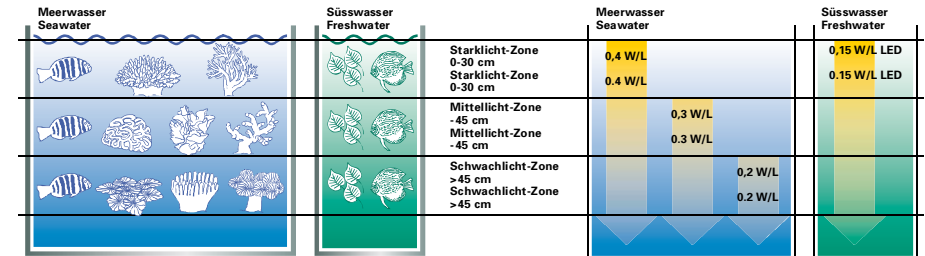 Meerwasser
Seawater
Süsswasser
Freshwater
Meerwasser
Seawater
Süsswasser
Freshwater
Starklicht-Zone
0-30 cm
Starklicht-Zone
0-30 cm
0,4 W/L
0.4 W/L
0,15 W/L LED
0.15 W/L LED
Mittellicht-Zone
-45 cm
Mittellicht-Zone
-45 cm
0,3 W/L
0.3 W/L
Schwachlicht-Zone
>45 cm
Schwachlicht-Zone
>45 cm
0,2 W/L
0.2 W/L